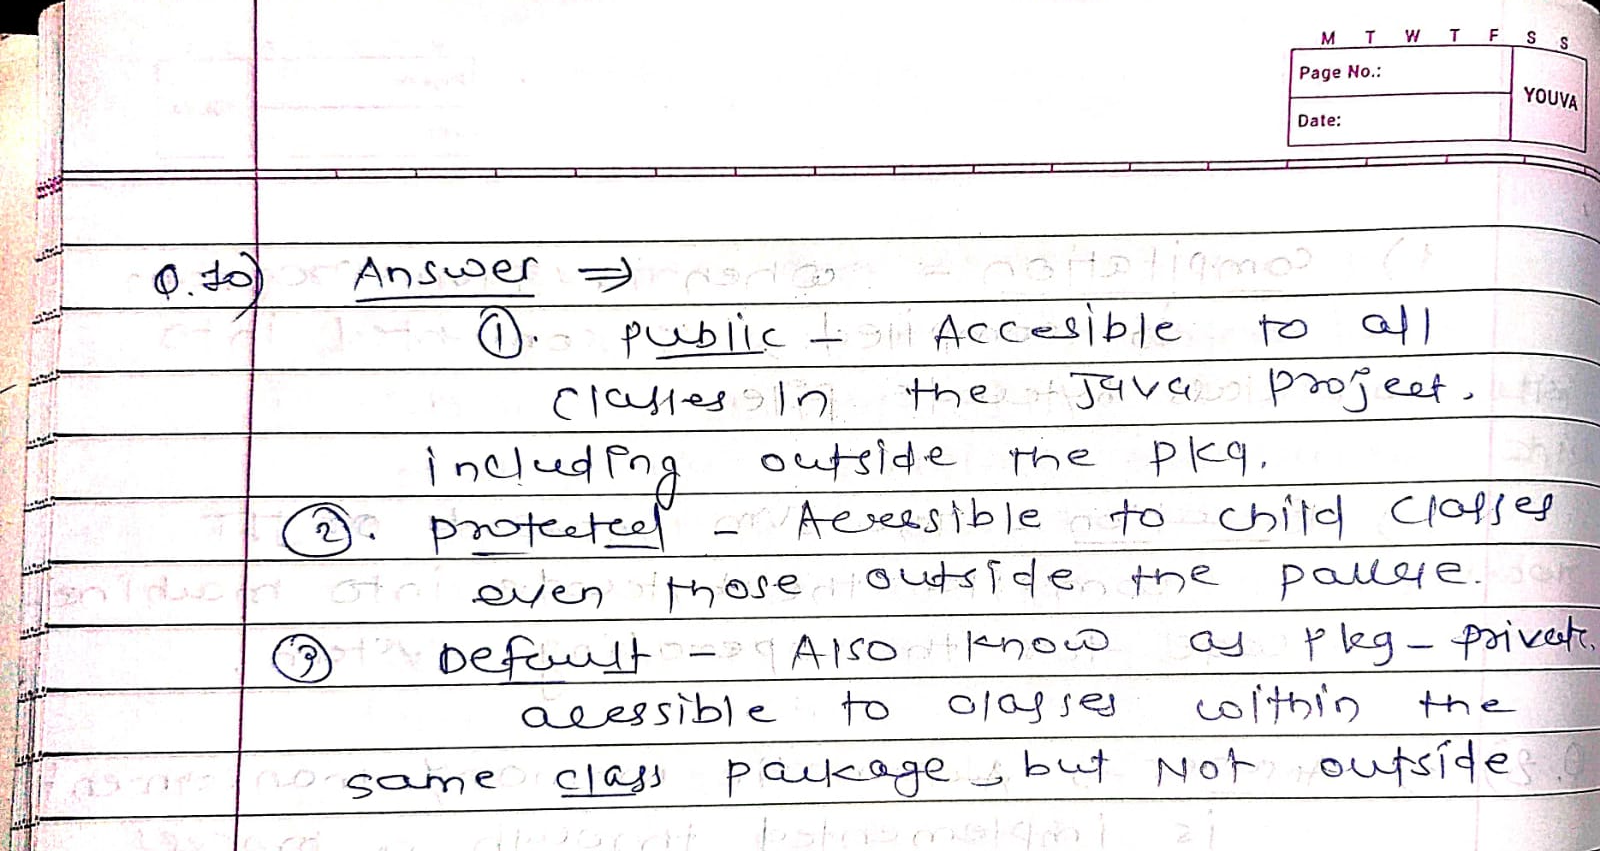 M T W T F S S
Page No.:
YOUVA
Date:
Q.10) Answer ⇒
①. public - Accesible to all
classes in the Java project,
including outside the pkg.
②. protected - Accessible to child classes
even those outside the
③ Default - Also know as pkg-private.
acessible to classes within the
same class package, but Not outside